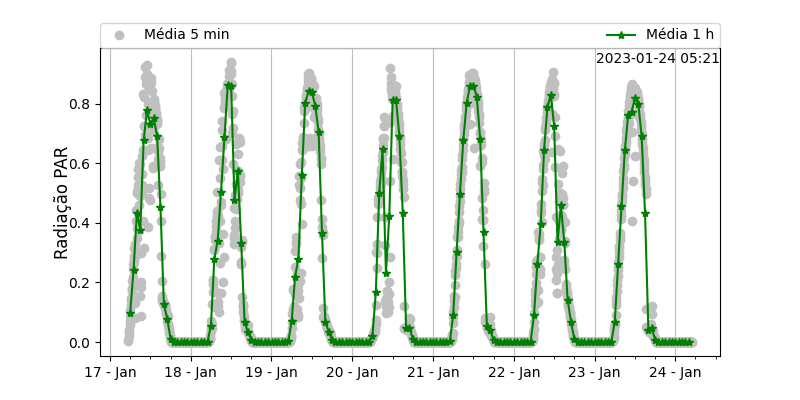 Média 5 min
Média 1 h
2023-01-24 05:21
Radiação PAR
0.8
0.6
0.4
0.2
0.0
17 - Jan
18 - Jan
19 - Jan
20 - Jan
21 - Jan
22 - Jan
23 - Jan
24 - Jan